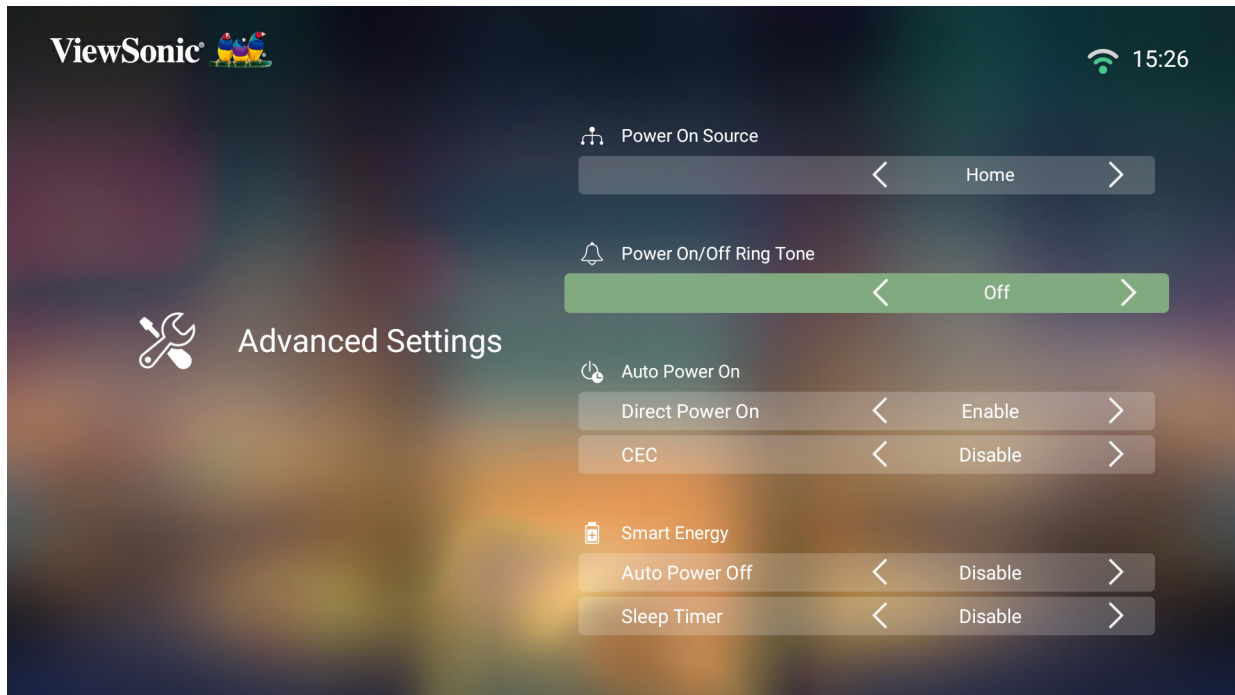 ViewSonic®
15:26
Power On Source
Home
Power On/Off Ring Tone
Off
Advanced Settings
Auto Power On
Direct Power On Enable
CEC Disable
Smart Energy
Auto Power Off Disable
Sleep Timer Disable